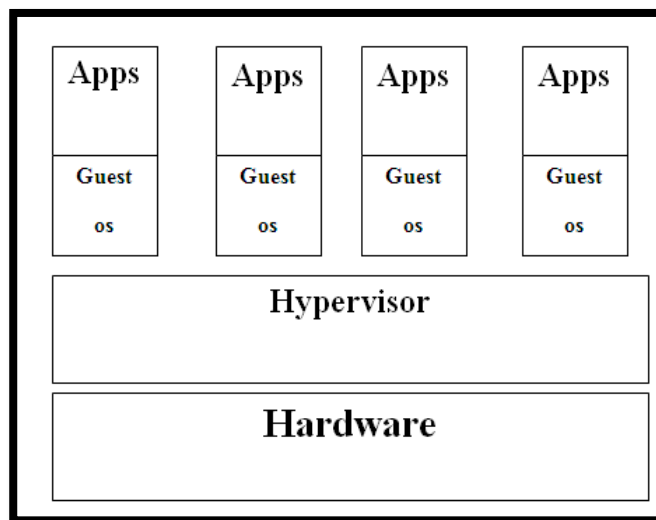 Apps Apps Apps Apps
Guest Guest Guest Guest
os os os os
Hypervisor
Hardware